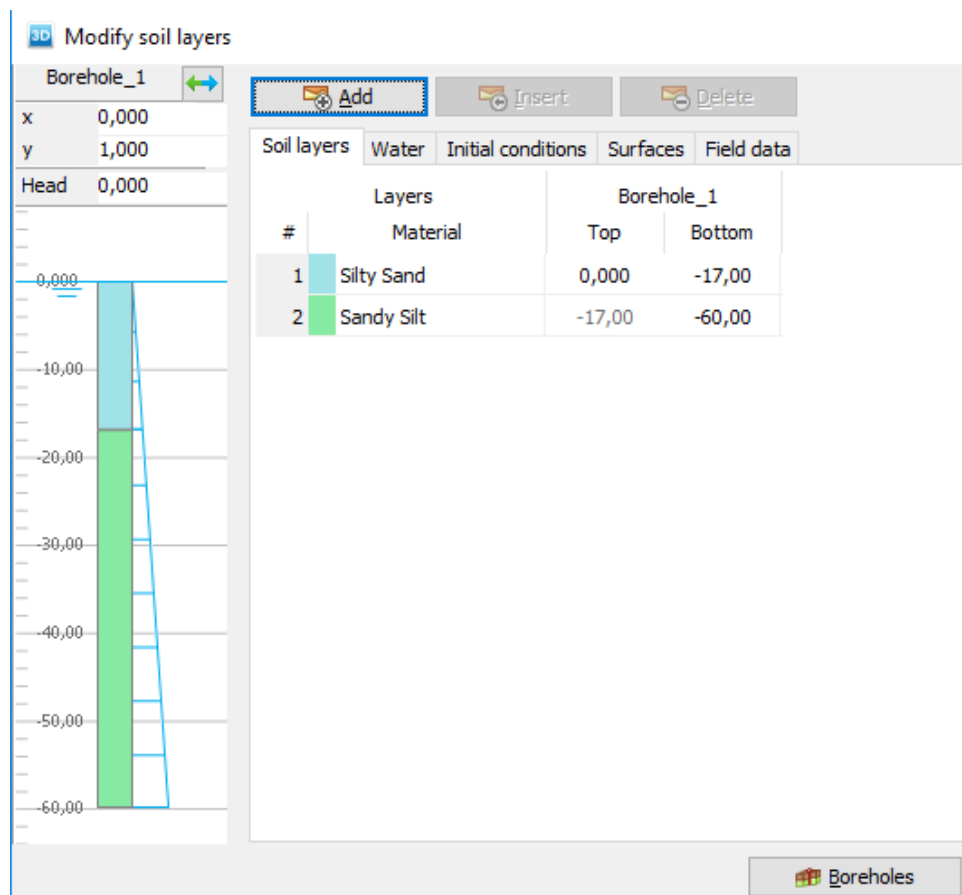 3D Modify soil layers
Borehole_1
x 0,000
y 1,000
Head 0,000
Add Insert Delete
Soil layers Water Initial conditions Surfaces Field data
Layers Borehole_1
# Material Top Bottom
1 Silty Sand 0,000 -17,00
2 Sandy Silt -17,00 -60,00
0,000
-10,00
-20,00
-30,00
-40,00
-50,00
-60,00
Boreholes